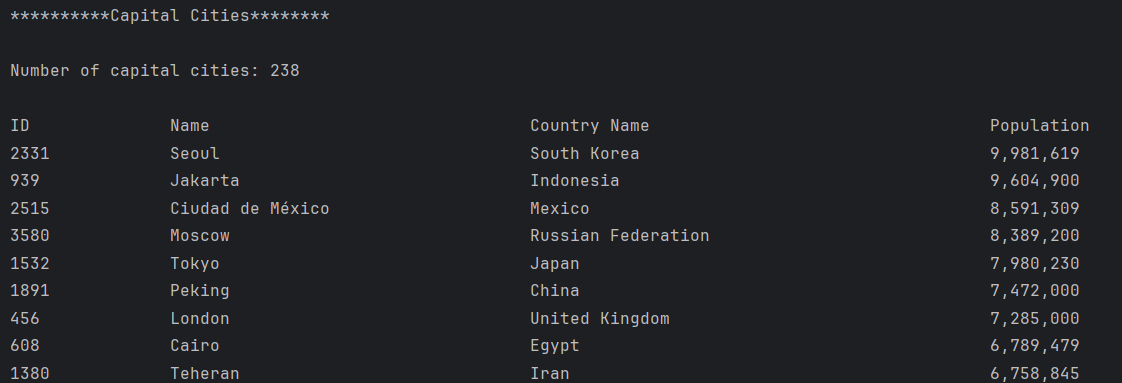 **********Capital Cities********
Number of capital cities: 238
ID Name Country Name Population
2331 Seoul South Korea 9,981,619
939 Jakarta Indonesia 9,604,900
2515 Ciudad de México Mexico 8,591,309
3580 Moscow Russian Federation 8,389,200
1532 Tokyo Japan 7,980,230
1891 Peking China 7,472,000
456 London United Kingdom 7,285,000
608 Cairo Egypt 6,789,479
1380 Teheran Iran 6,758,845